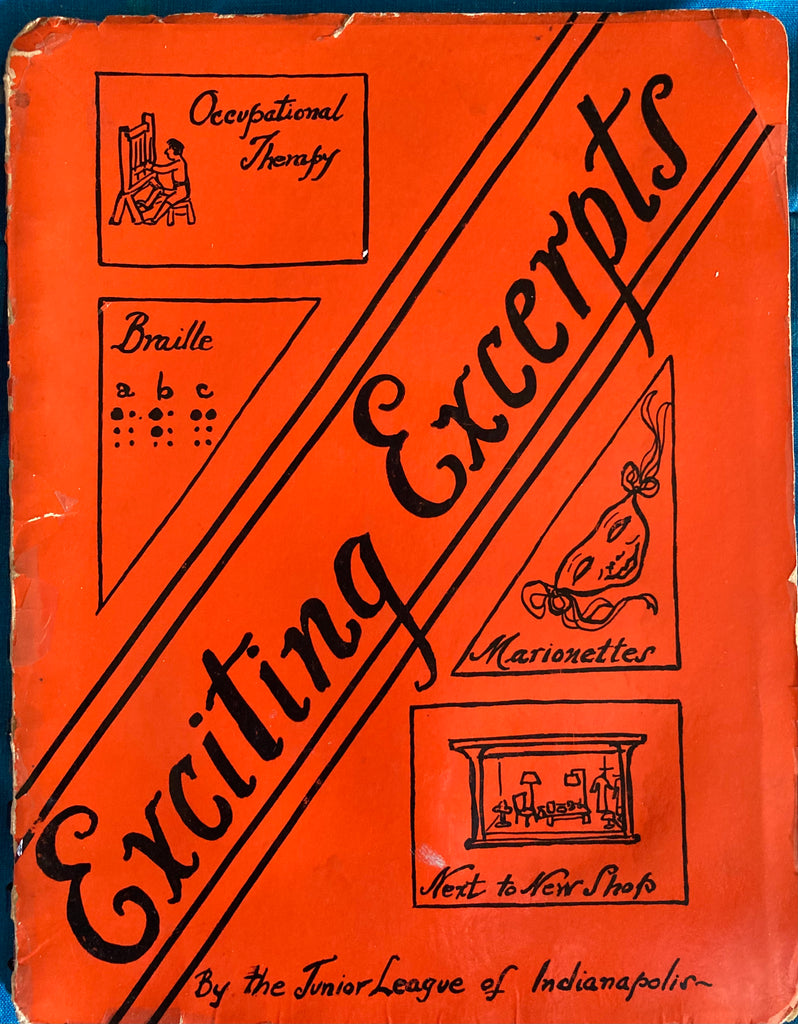 Occupational
Therapy
Braille
a b c
Exciting Excerpts
Marionettes
Next to New Shop
By the Junior League of Indianapolis~